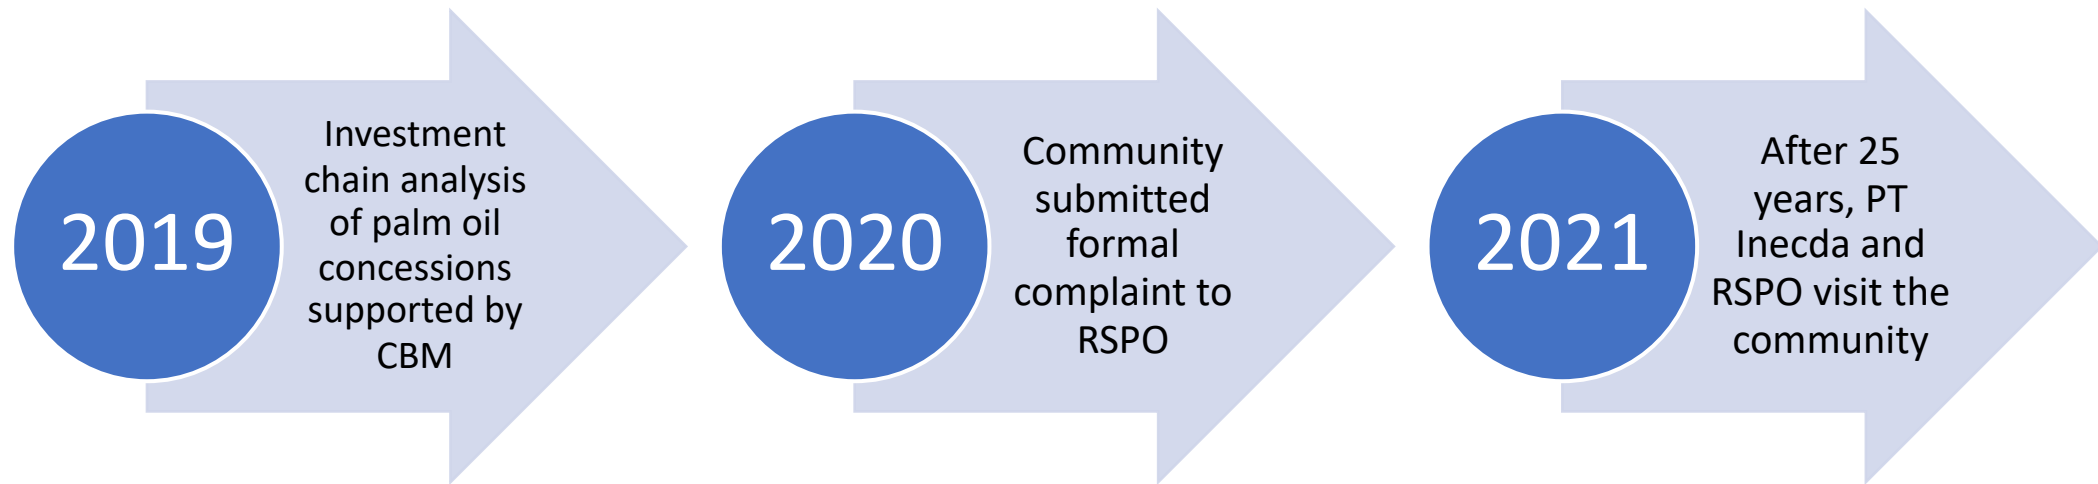 2019
Investment
chain analysis
of palm oil
concessions
supported by
CBM
2020
Community
submitted
formal
complaint to
RSPO
2021
After 25
years, PT
Inecda and
RSPO visit the
community